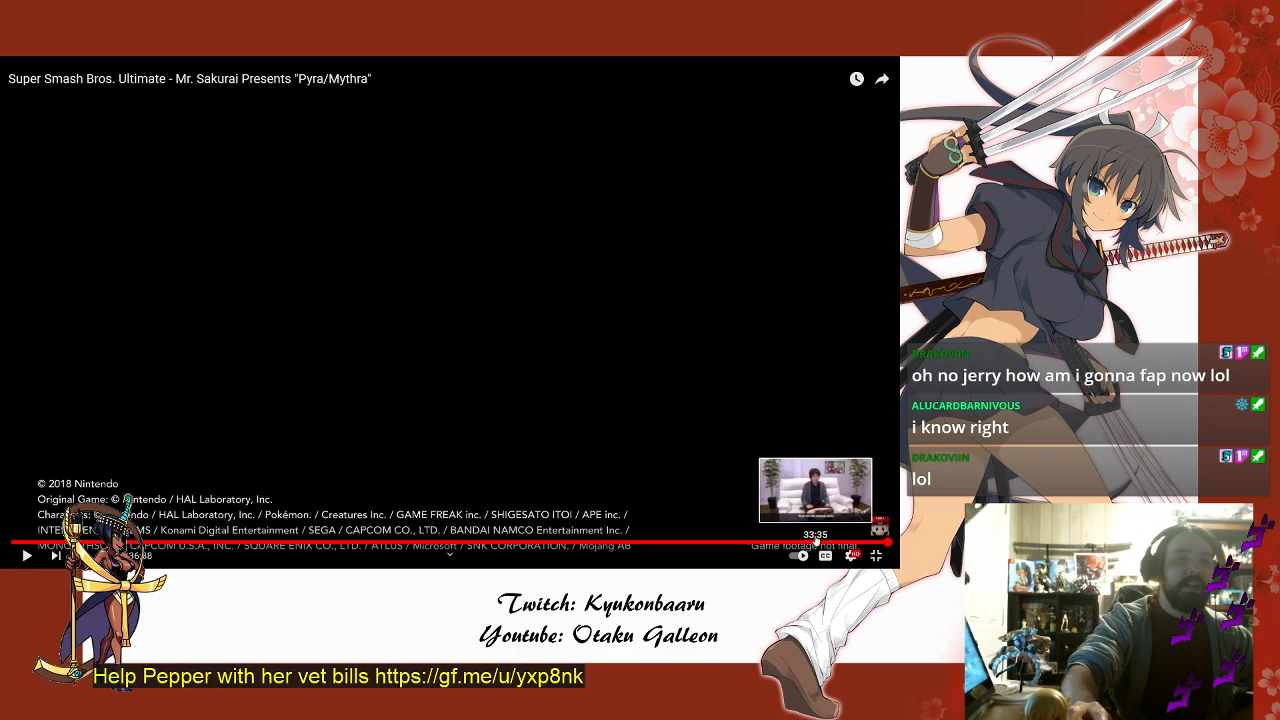 Super Smash Bros. Ultimate - Mr. Sakurai Presents "Pyra/Mythra"
DRAKOVIIN
oh no jerry how am i gonna fap now lol
ALUCARDBARNIVOUS
i know right
DRAKOVIIN
lol
© 2018 Nintendo
Original Game: © Nintendo / HAL Laboratory, Inc.
Nintendo / HAL Laboratory, Inc. / Pokémon. / Creatures Inc. / GAME FREAK inc. / SHIGESATO ITOI / APE inc. /
/ Konami Digital Entertainment / SEGA / CAPCOM CO., LTD. / BANDAI NAMCO Entertainment Inc. /
CAPCOM U.S.A., INC. / SQUARE ENIX CO., LTD. / ATLUS / Microsoft / SNK CORPORATION. / Mojang AB
Game footage not final.
33:35
CC
HD
Twitch: Kyukonbaaru
Youtube: Otaku Galleon
Help Pepper with her vet bills https://gf.me/u/yxp8nk